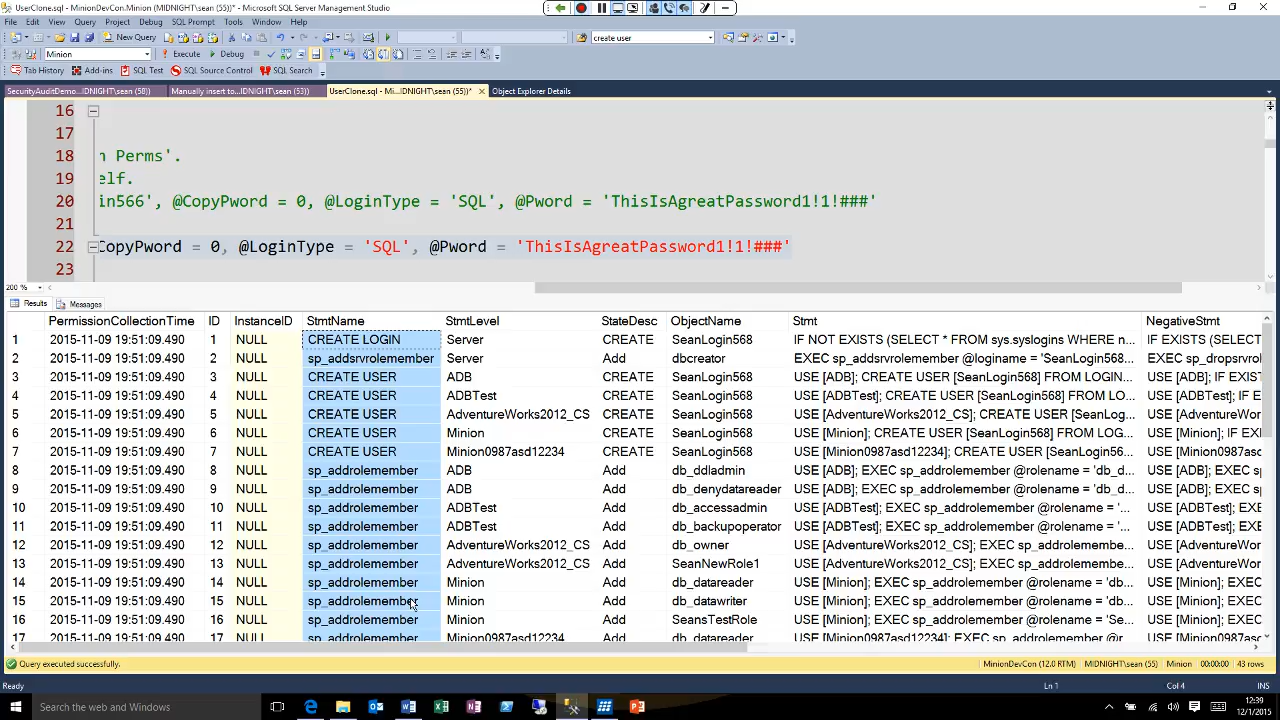 UserClone.sql - MinionDevCon.Minion (MIDNIGHT\sean (55))* - Microsoft SQL Server Management Studio
File Edit View Query Project Debug SQL Prompt Tools Window Help
New Query create user
Minion Execute Debug
Tab History Add-ins SQL Test SQL Source Control SQL Search
SecurityAuditDemo...IDNIGHT\sean (58)) Manually insert to...IDNIGHT\sean (53)) UserClone.sql - Mi...IDNIGHT\sean (55))* Object Explorer Details
16
17
18 n Perms'.
19 elf.
20 in566', @CopyPword = 0, @LoginType = 'SQL', @Pword = 'ThisIsAgreatPassword1!1!###'
21
22 CopyPword = 0, @LoginType = 'SQL', @Pword = 'ThisIsAgreatPassword1!1!###'
23
200 %
Results Messages
PermissionCollectionTime ID InstanceID StmtName StmtLevel StateDesc ObjectName Stmt NegativeStmt
1 2015-11-09 19:51:09.490 1 NULL CREATE LOGIN Server CREATE SeanLogin568 IF NOT EXISTS (SELECT * FROM sys.syslogins WHERE n... IF EXISTS (SELECT
2 2015-11-09 19:51:09.490 2 NULL sp_addsrvrolemember Server Add dbcreator EXEC sp_addsrvrolemember @loginame = 'SeanLogin568... EXEC sp_dropsrvrol
3 2015-11-09 19:51:09.490 3 NULL CREATE USER ADB CREATE SeanLogin568 USE [ADB]; CREATE USER [SeanLogin568] FROM LOGIN... USE [ADB]; IF EXIST
4 2015-11-09 19:51:09.490 4 NULL CREATE USER ADBTest CREATE SeanLogin568 USE [ADBTest]; CREATE USER [SeanLogin568] FROM LO... USE [ADBTest]; IF E
5 2015-11-09 19:51:09.490 5 NULL CREATE USER AdventureWorks2012_CS CREATE SeanLogin568 USE [AdventureWorks2012_CS]; CREATE USER [SeanLog... USE [AdventureWor
6 2015-11-09 19:51:09.490 6 NULL CREATE USER Minion CREATE SeanLogin568 USE [Minion]; CREATE USER [SeanLogin568] FROM LOG... USE [Minion]; IF EXI
7 2015-11-09 19:51:09.490 7 NULL CREATE USER Minion0987asd12234 CREATE SeanLogin568 USE [Minion0987asd12234]; CREATE USER [SeanLogin56... USE [Minion0987asd
8 2015-11-09 19:51:09.490 8 NULL sp_addrolemember ADB Add db_ddladmin USE [ADB]; EXEC sp_addrolemember @rolename = 'db_d... USE [ADB]; EXEC sp
9 2015-11-09 19:51:09.490 9 NULL sp_addrolemember ADB Add db_denydatareader USE [ADB]; EXEC sp_addrolemember @rolename = 'db_d... USE [ADB]; EXEC sp
10 2015-11-09 19:51:09.490 10 NULL sp_addrolemember ADBTest Add db_accessadmin USE [ADBTest]; EXEC sp_addrolemember @rolename = '... USE [ADBTest]; EXE
11 2015-11-09 19:51:09.490 11 NULL sp_addrolemember ADBTest Add db_backupoperator USE [ADBTest]; EXEC sp_addrolemember @rolename = '... USE [ADBTest]; EXE
12 2015-11-09 19:51:09.490 12 NULL sp_addrolemember AdventureWorks2012_CS Add db_owner USE [AdventureWorks2012_CS]; EXEC sp_addrolemembe... USE [AdventureWor
13 2015-11-09 19:51:09.490 13 NULL sp_addrolemember AdventureWorks2012_CS Add SeanNewRole1 USE [AdventureWorks2012_CS]; EXEC sp_addrolemembe... USE [AdventureWor
14 2015-11-09 19:51:09.490 14 NULL sp_addrolemember Minion Add db_datareader USE [Minion]; EXEC sp_addrolemember @rolename = 'db... USE [Minion]; EXEC
15 2015-11-09 19:51:09.490 15 NULL sp_addrolemember Minion Add db_datawriter USE [Minion]; EXEC sp_addrolemember @rolename = 'db... USE [Minion]; EXEC
16 2015-11-09 19:51:09.490 16 NULL sp_addrolemember Minion Add SeansTestRole USE [Minion]; EXEC sp_addrolemember @rolename = 'Se... USE [Minion]; EXEC
17 2015-11-09 19:51:09.490 17 NULL sp_addrolemember Minion0987asd12234 Add db_datareader USE [Minion0987asd12234]; EXEC sp_addrolemember @r... USE [Minion0987asd
Query executed successfully. MinionDevCon (12.0 RTM) MIDNIGHT\sean (55) Minion 00:00:00 43 rows
Ready Ln 1 Col 4 INS
Search the web and Windows 12:39
12/1/2015